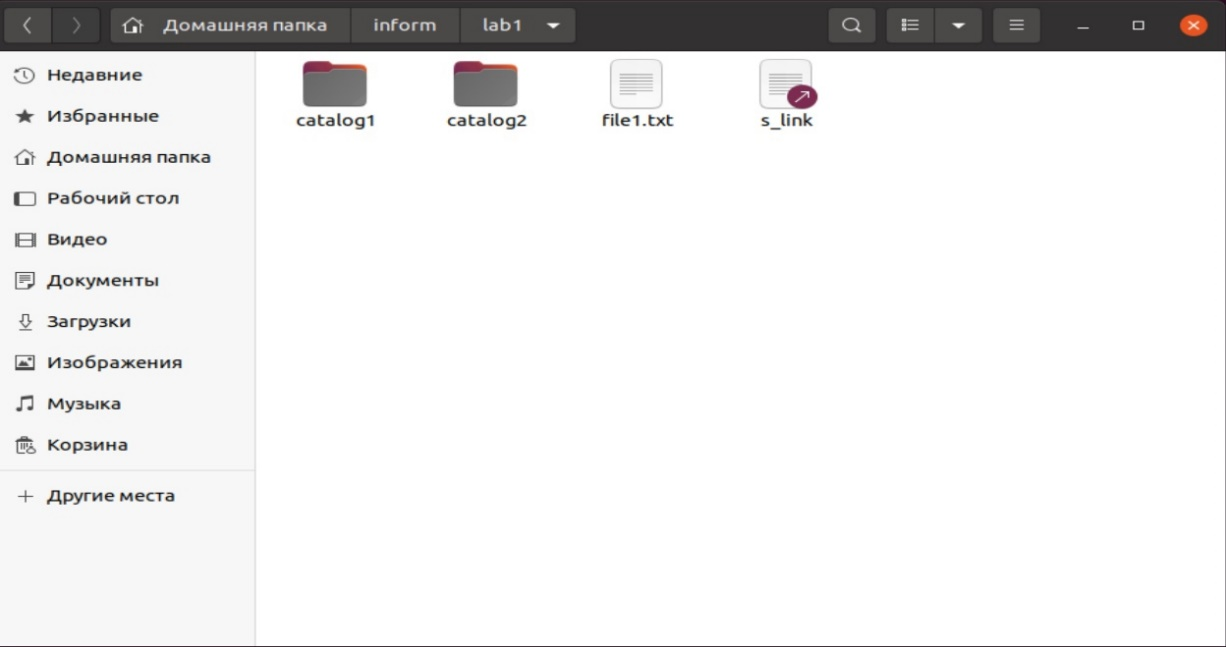 Домашняя папка inform lab1
Недавние
Избранные
Домашняя папка
Рабочий стол
Видео
Документы
Загрузки
Изображения
Музыка
Корзина
Другие места
catalog1 catalog2 file1.txt s_link